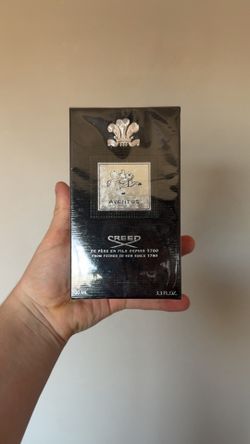 AVENTUS
CREED
DE PÈRE EN FILS DEPUIS 1760
FROM FATHER TO SON SINCE 1760
3.3 FL.OZ.